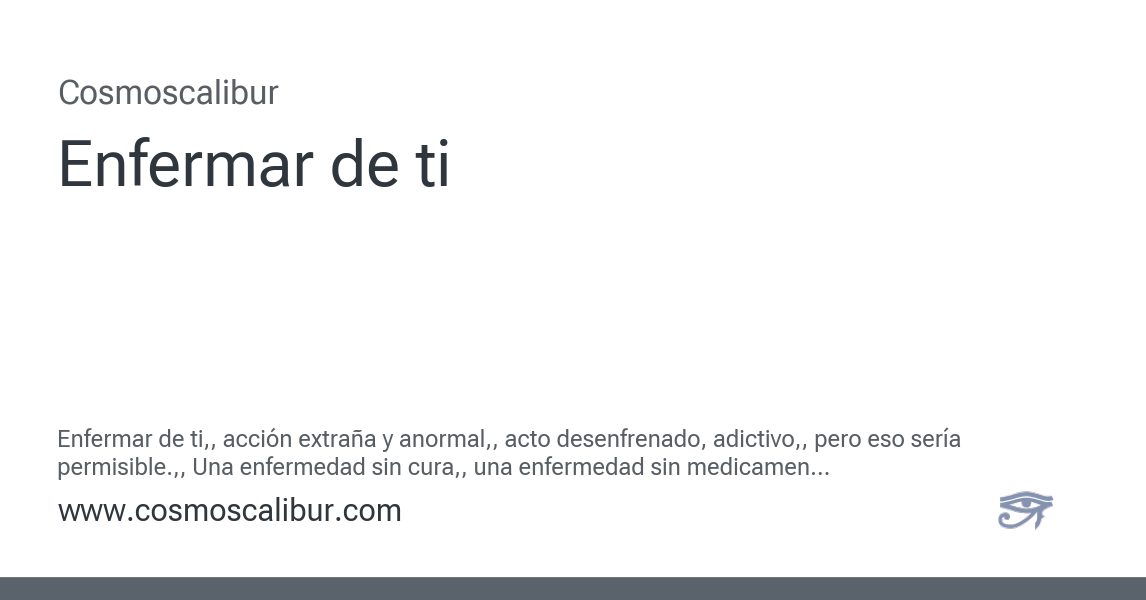 Cosmoscalibur
Enfermar de ti
Enfermar de ti,, acción extraña y anormal,, acto desenfrenado, adictivo,, pero eso sería
permisible.,, Una enfermedad sin cura,, una enfermedad sin medicamen...
www.cosmoscalibur.com